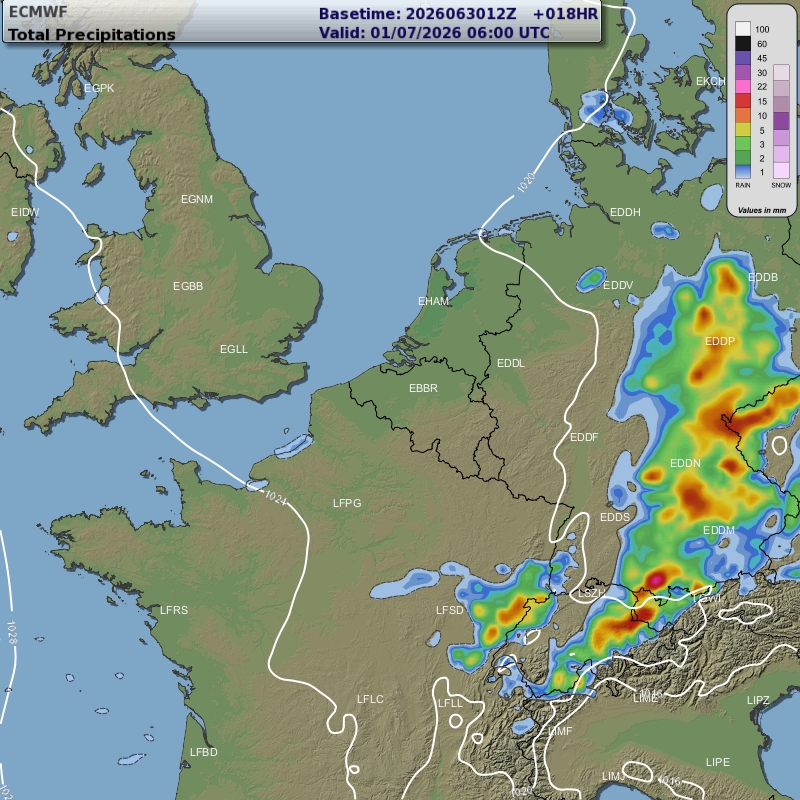 ECMWF
Basetime: 2026063012Z +018HR
Total Precipitations
Valid: 01/07/2026 06:00 UTC
100
60
45
30
22
15
10
5
3
2
1
RAIN SNOW
Values in mm
EGPK
EKCH
1020
EGNM
EIDW
EDDH
EGBB
EDDV
EDDB
EHAM
EGLL
EDDP
EDDL
EBBR
EDDF
EDDN
1024
LFPG
EDDS
EDDM
LSZH
LFRS
LFSD
LOWI
1028
LFLC
LFLL
1016
LIML
LIPZ
LIMF
LFBD
LIPE
LIMJ
1016
1020